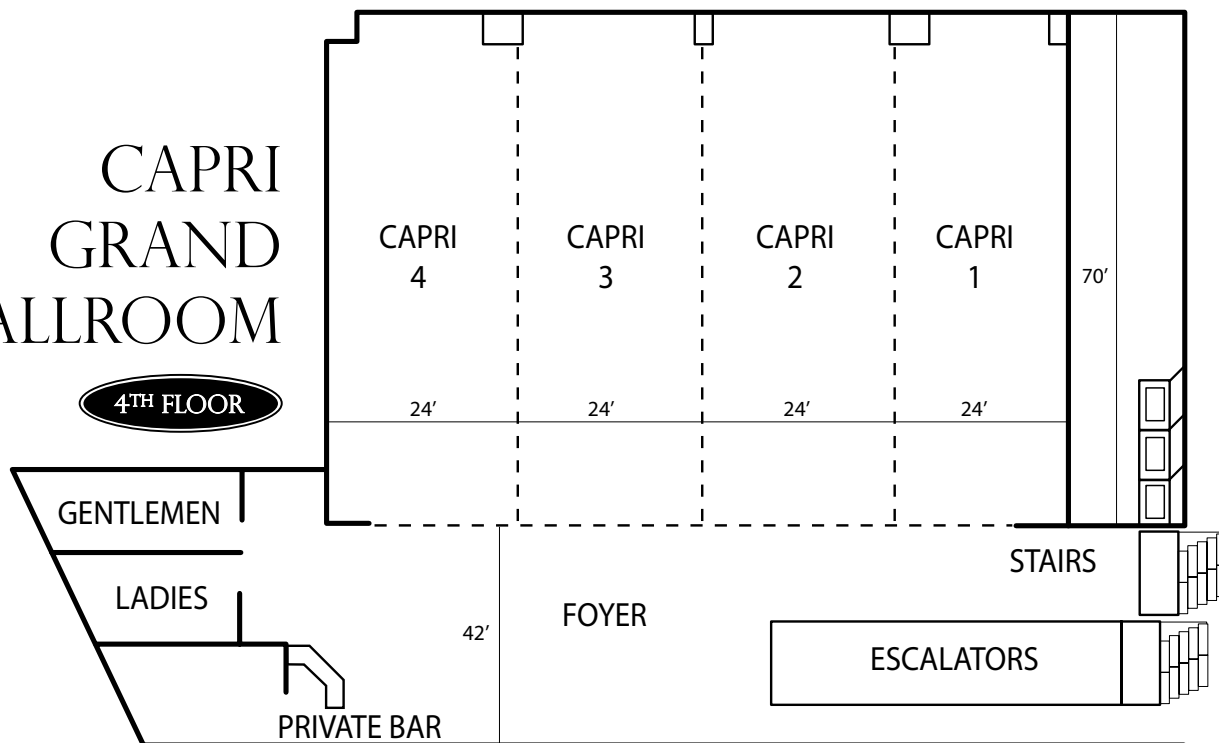 CAPRI
GRAND
ALLROOM
4TH FLOOR
CAPRI
4
CAPRI
3
CAPRI
2
CAPRI
1
70'
24'
24'
24'
24'
GENTLEMEN
LADIES
PRIVATE BAR
42'
FOYER
STAIRS
ESCALATORS